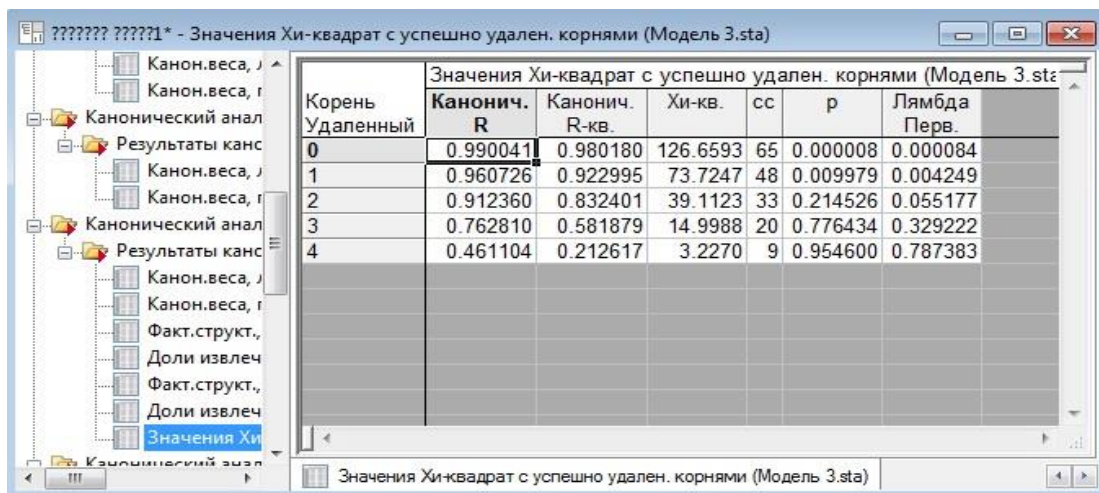 ??????? ?????1* - Значения Хи-квадрат с успешно удален. корнями (Модель 3.sta)
Канон.веса, л
Канон.веса, п
Канонический анал
Результаты канс
Канон.веса, л
Канон.веса, п
Канонический анал
Результаты канс
Канон.веса, л
Канон.веса, п
Факт.структ.,
Доли извлеч
Факт.структ.,
Доли извлеч
Значения Хи
Канонический анал
Значения Хи-квадрат с успешно удален. корнями (Модель 3.sta
Корень Удаленный Канонич. R Канонич. R-кв. Хи-кв. сс p Лямбда Перв.
0 0.990041 0.980180 126.6593 65 0.000008 0.000084
1 0.960726 0.922995 73.7247 48 0.009979 0.004249
2 0.912360 0.832401 39.1123 33 0.214526 0.055177
3 0.762810 0.581879 14.9988 20 0.776434 0.329222
4 0.461104 0.212617 3.2270 9 0.954600 0.787383
Значения Хи-квадрат с успешно удален. корнями (Модель 3.sta)